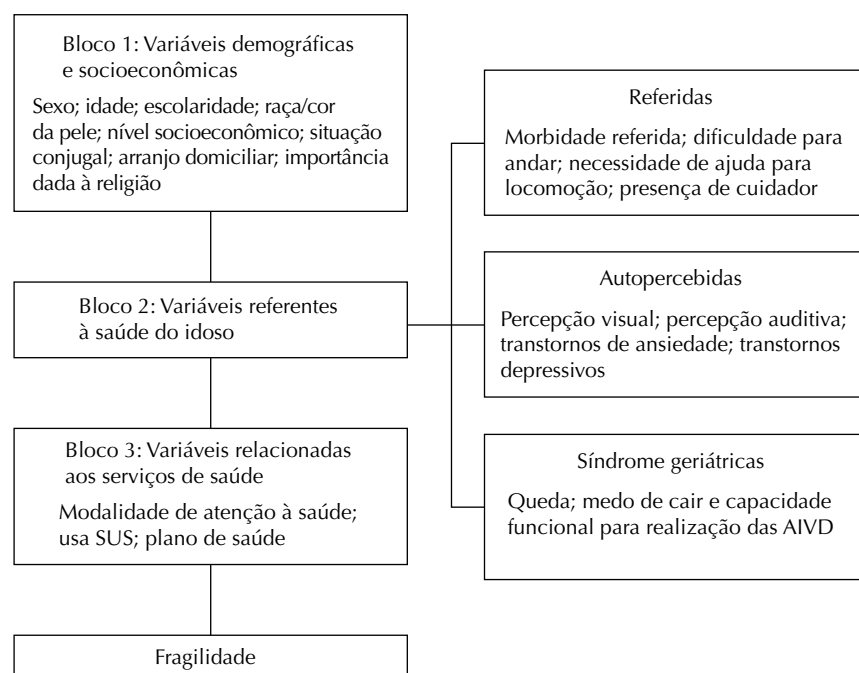 Bloco 1: Variáveis demográficas
e socioeconômicas
Sexo; idade; escolaridade; raça/cor
da pele; nível socioeconômico; situação
conjugal; arranjo domiciliar; importância
dada à religião
Bloco 2: Variáveis referentes
à saúde do idoso
Bloco 3: Variáveis relacionadas
aos serviços de saúde
Modalidade de atenção à saúde;
usa SUS; plano de saúde
Fragilidade
Referidas
Morbidade referida; dificuldade para
andar; necessidade de ajuda para
locomoção; presença de cuidador
Autopercebidas
Percepção visual; percepção auditiva;
transtornos de ansiedade; transtornos
depressivos
Síndrome geriátricas
Queda; medo de cair e capacidade
funcional para realização das AIVD